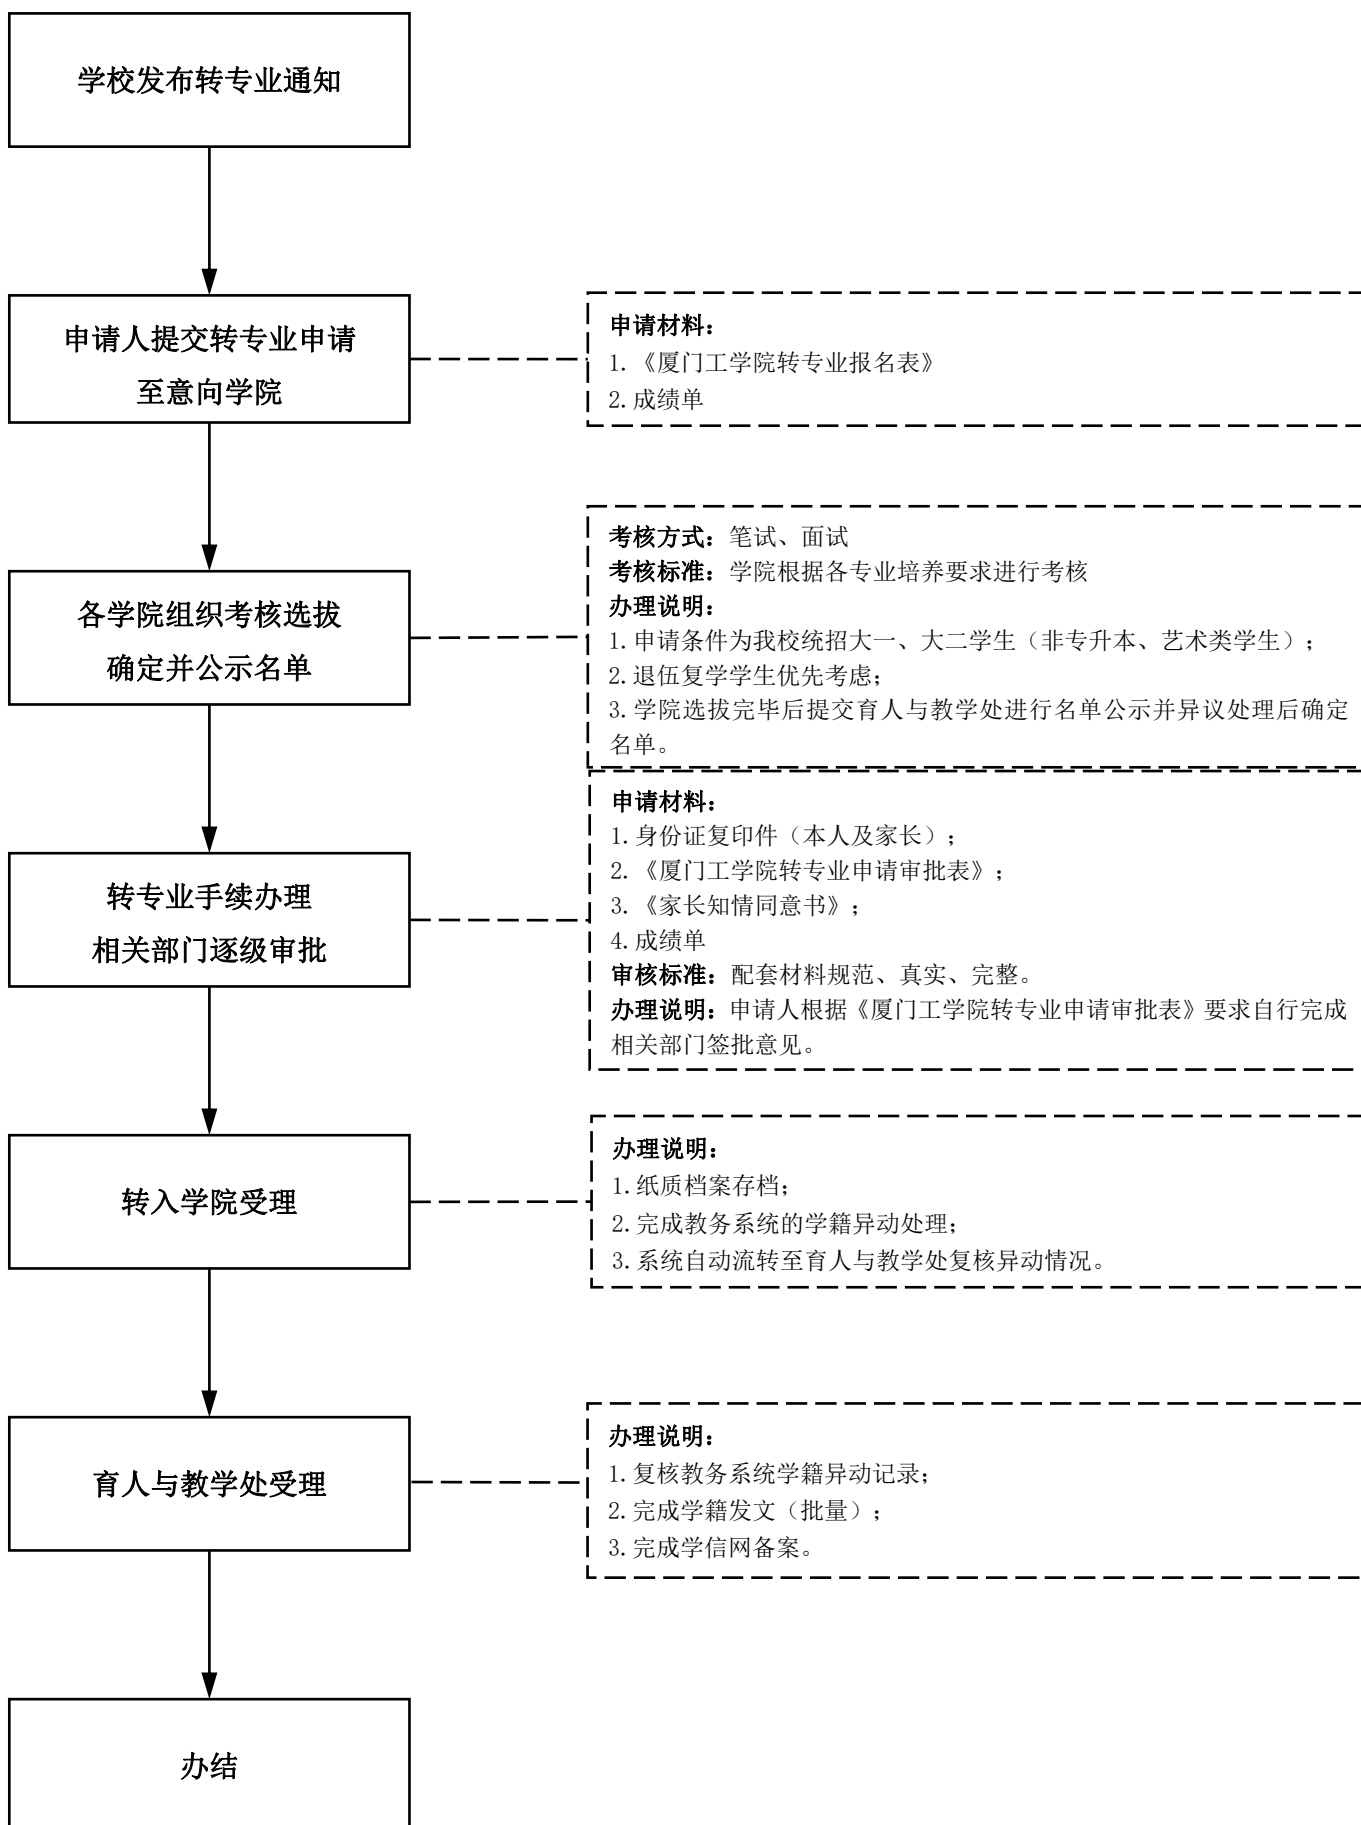 学校发布转专业通知
申请人提交转专业申请
至意向学院
申请材料：
1.《厦门工学院转专业报名表》
2.成绩单
各学院组织考核选拔
确定并公示名单
考核方式：笔试、面试
考核标准：学院根据各专业培养要求进行考核
办理说明：
1.申请条件为我校统招大一、大二学生（非专升本、艺术类学生）；
2.退伍复学学生优先考虑；
3.学院选拔完毕后提交育人与教学处进行名单公示并异议处理后确定
名单。
转专业手续办理
相关部门逐级审批
申请材料：
1.身份证复印件（本人及家长）；
2.《厦门工学院转专业申请审批表》；
3.《家长知情同意书》；
4.成绩单
审核标准：配套材料规范、真实、完整。
办理说明：申请人根据《厦门工学院转专业申请审批表》要求自行完成
相关部门签批意见。
转入学院受理
办理说明：
1.纸质档案存档；
2.完成教务系统的学籍异动处理；
3.系统自动流转至育人与教学处复核异动情况。
育人与教学处受理
办理说明：
1.复核教务系统学籍异动记录；
2.完成学籍发文（批量）；
3.完成学信网备案。
办结